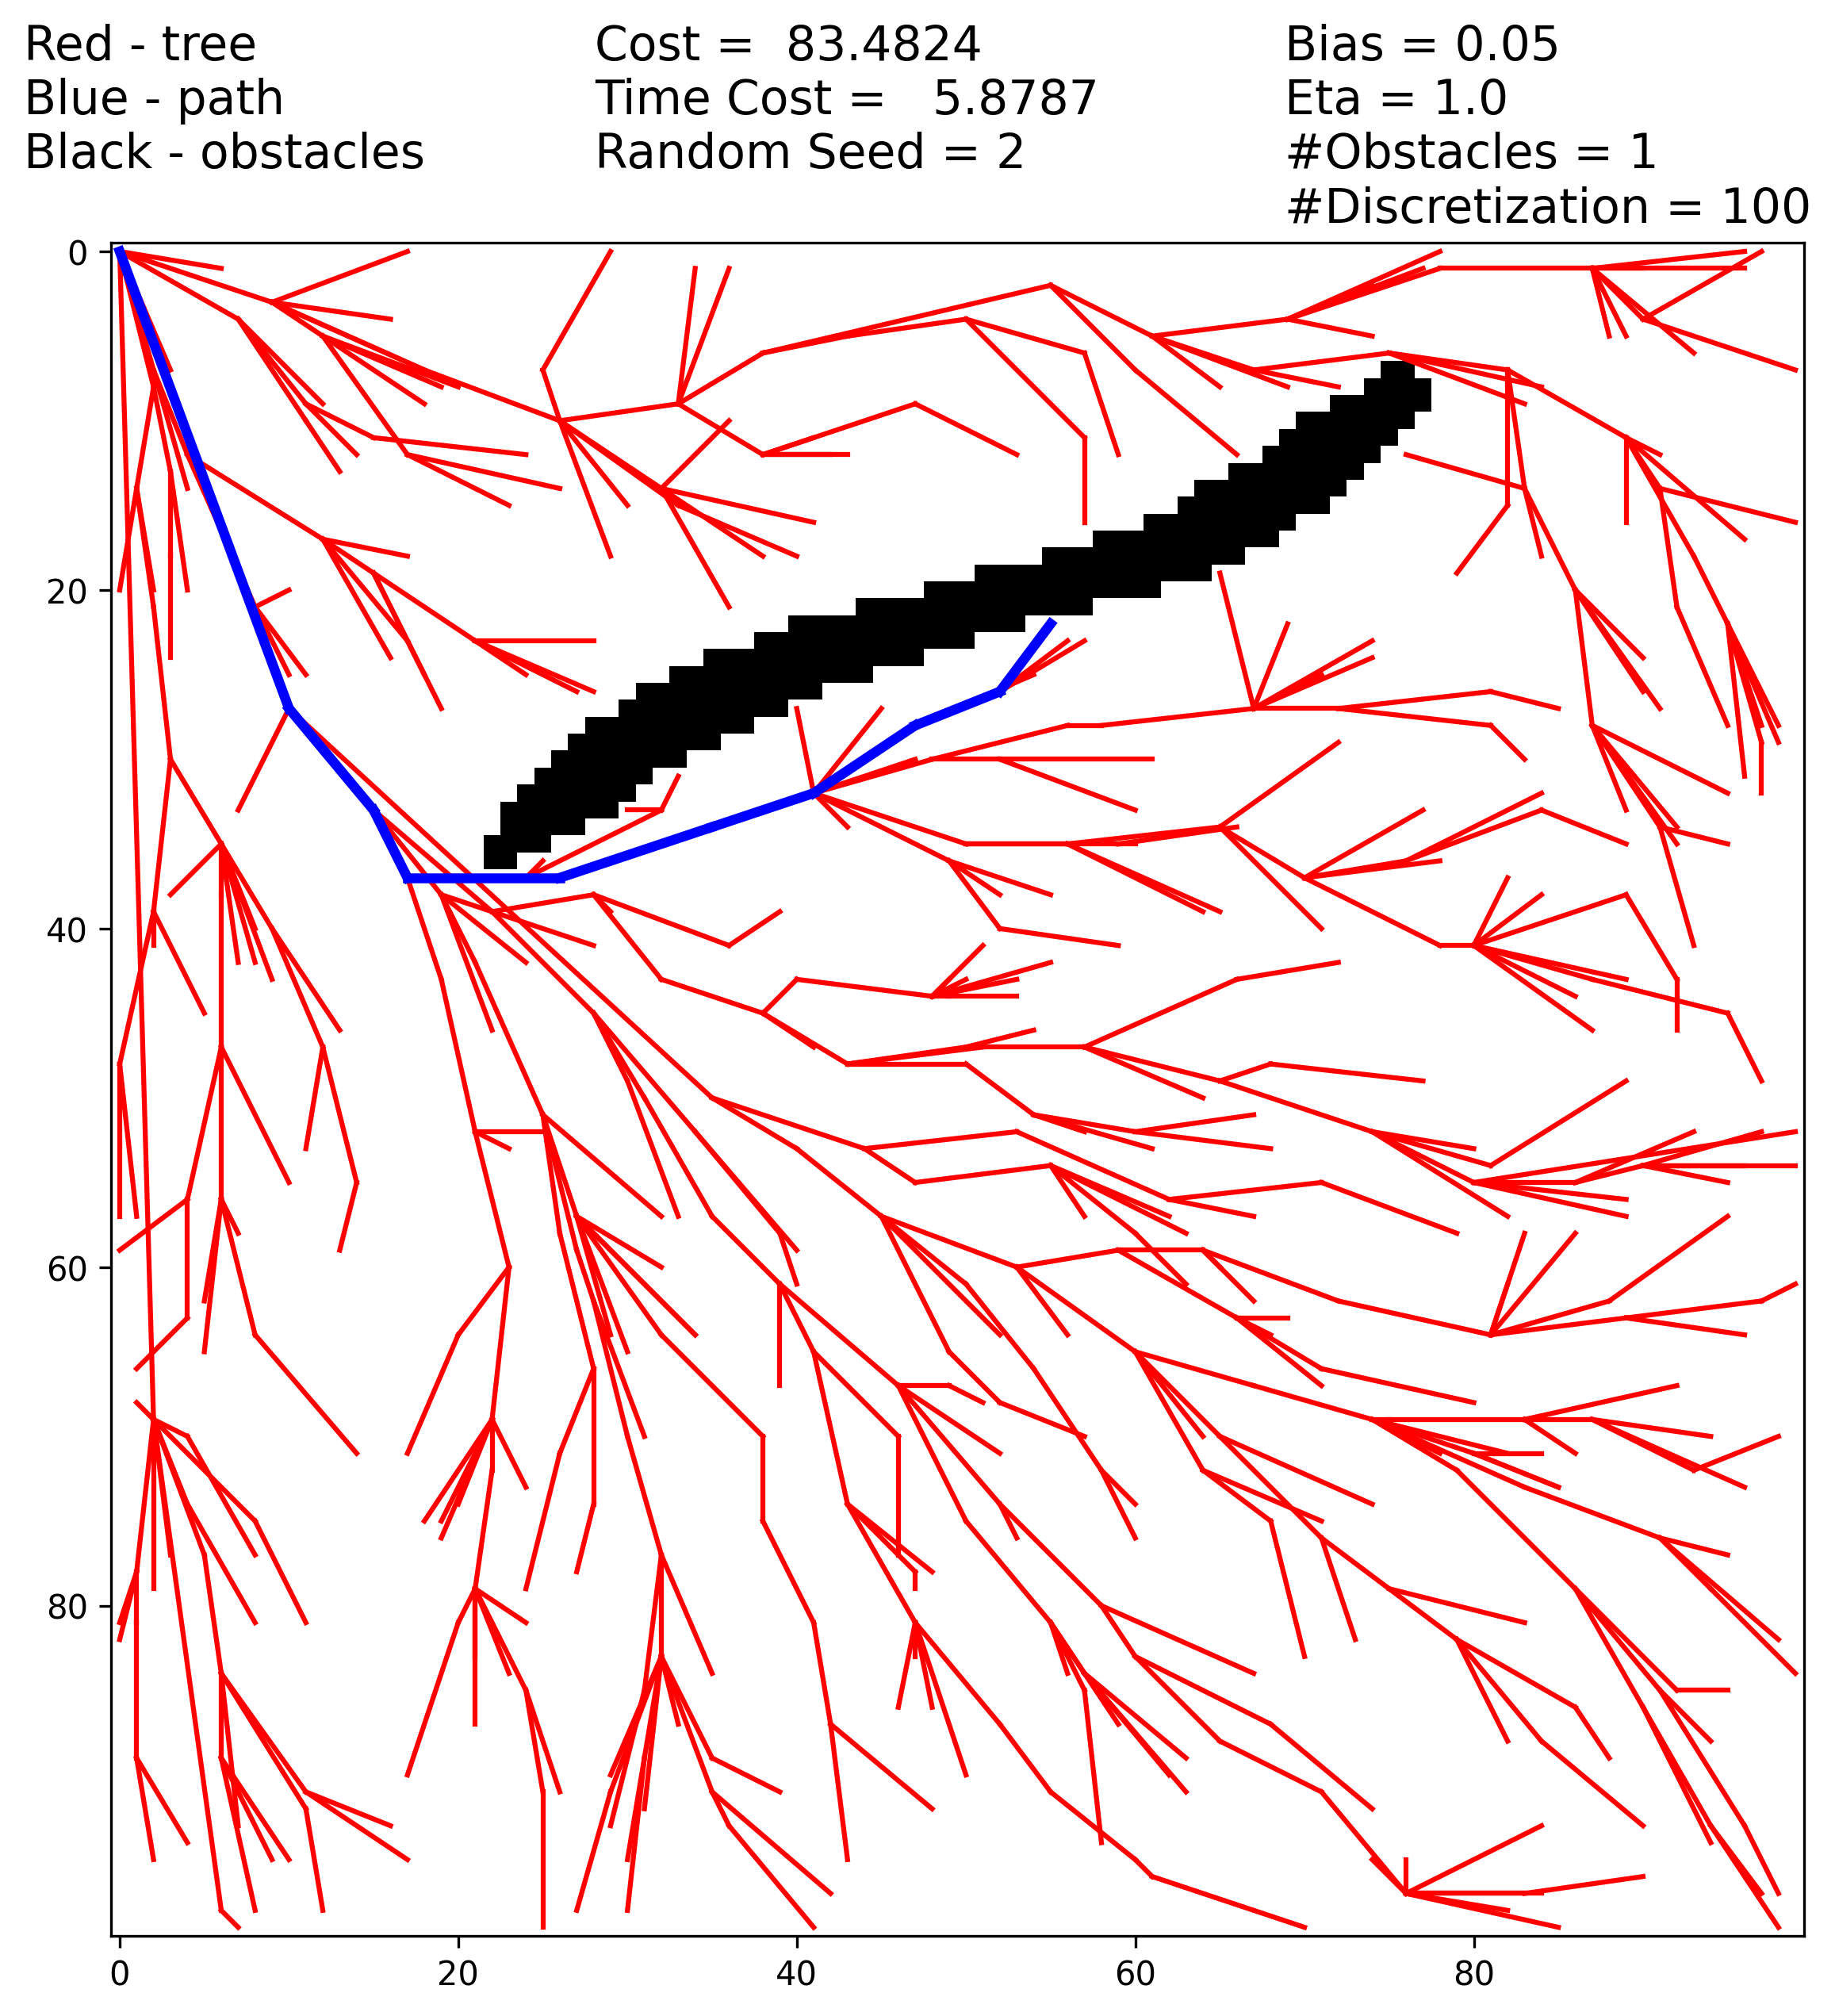 Red - tree
Blue - path
Black - obstacles
Cost =  83.4824
Time Cost =   5.8787
Random Seed = 2
Bias = 0.05
Eta = 1.0
#Obstacles = 1
#Discretization = 100
0
20
40
60
80
0 20 40 60 80